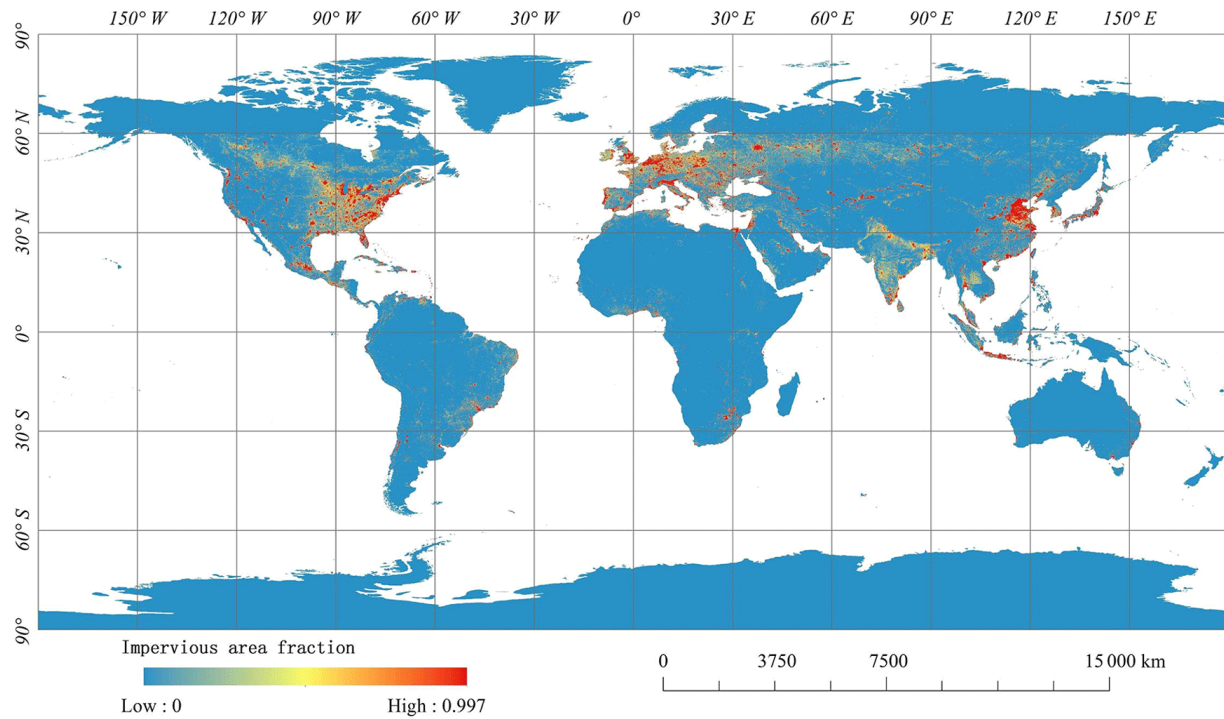 150° W 120° W 90° W 60° W 30° W 0° 30° E 60° E 90° E 120° E 150° E
90°
60° N
30° N
0°
30° S
60° S
90°
Impervious area fraction
Low : 0 High : 0.997
0 3750 7500 15 000 km